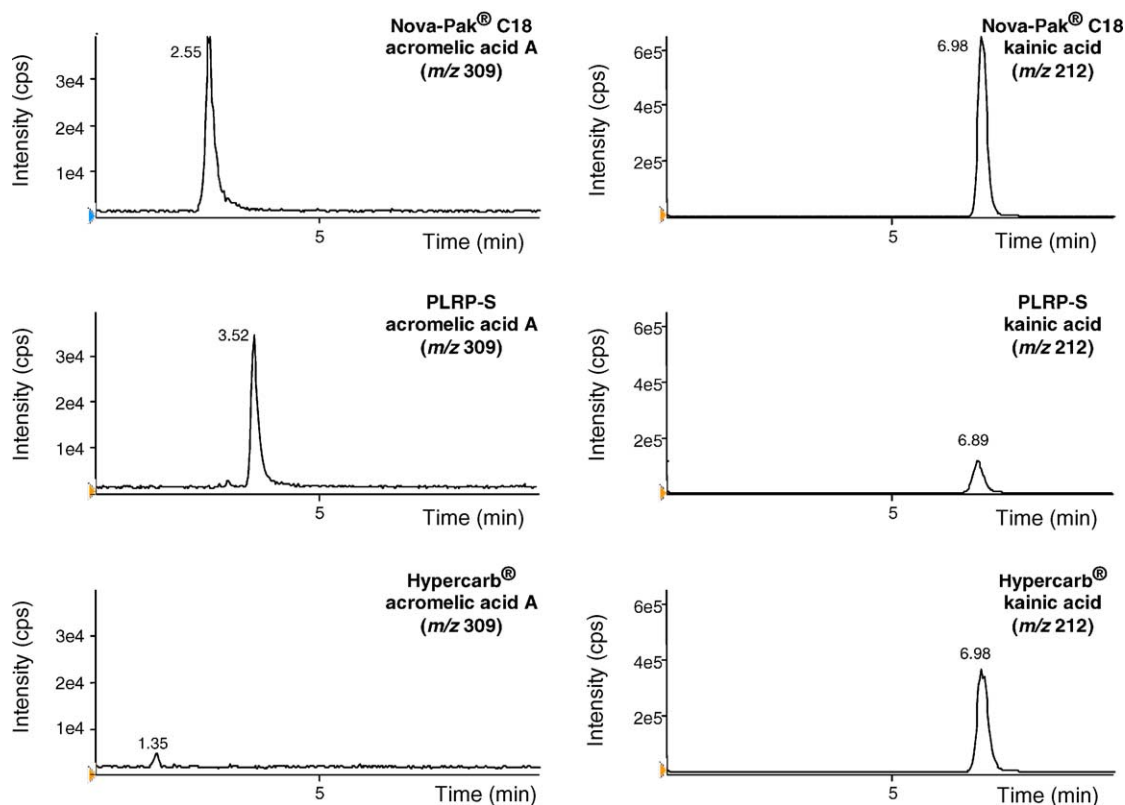 Nova-Pak® C18
acromelic acid A
(m/z 309)
2.55
Intensity (cps)
3e4
2e4
1e4
5
Time (min)
Nova-Pak® C18
kainic acid
(m/z 212)
6.98
Intensity (cps)
6e5
4e5
2e5
5
Time (min)
PLRP-S
acromelic acid A
(m/z 309)
3.52
Intensity (cps)
3e4
2e4
1e4
5
Time (min)
PLRP-S
kainic acid
(m/z 212)
6.89
Intensity (cps)
6e5
4e5
2e5
5
Time (min)
Hypercarb®
acromelic acid A
(m/z 309)
1.35
Intensity (cps)
3e4
2e4
1e4
5
Time (min)
Hypercarb®
kainic acid
(m/z 212)
6.98
Intensity (cps)
6e5
4e5
2e5
5
Time (min)